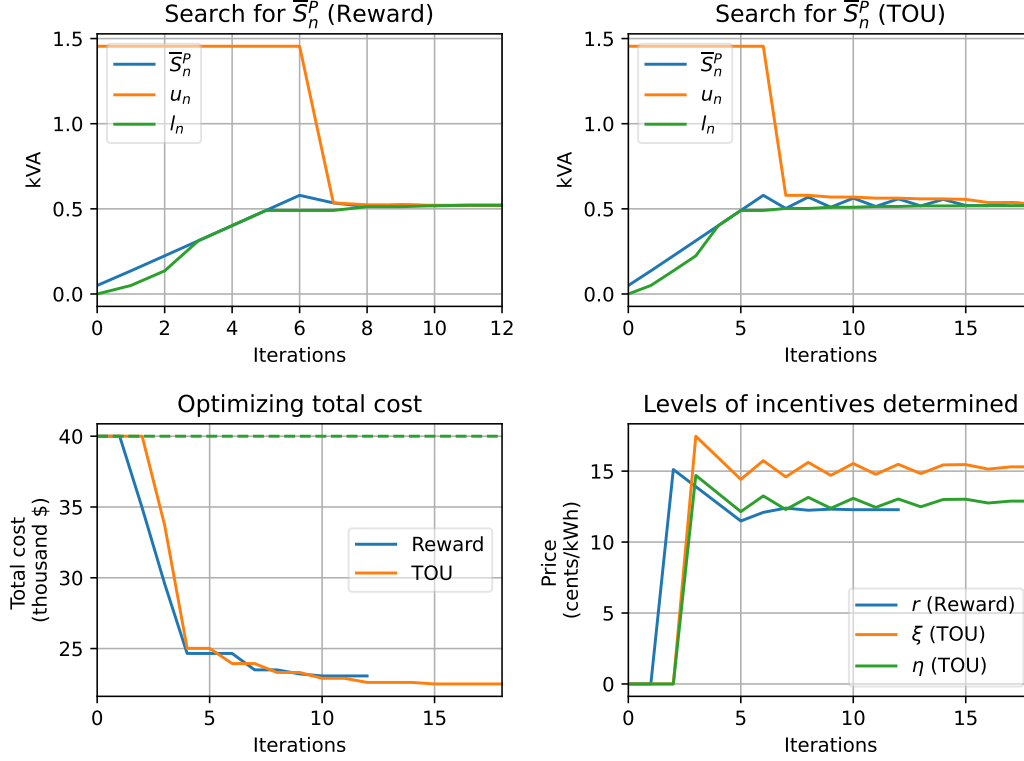 Search for S̅ₙᴾ (Reward)
1.5
1.0
0.5
0.0
kVA
S̅ₙᴾ
uₙ
lₙ
0 2 4 6 8 10 12
Iterations
Search for S̅ₙᴾ (TOU)
1.5
1.0
0.5
0.0
kVA
S̅ₙᴾ
uₙ
lₙ
0 5 10 15
Iterations
Optimizing total cost
40
35
30
25
Total cost
(thousand $)
Reward
TOU
0 5 10 15
Iterations
Levels of incentives determined
15
10
5
0
Price
(cents/kWh)
r (Reward)
ξ (TOU)
η (TOU)
0 5 10 15
Iterations